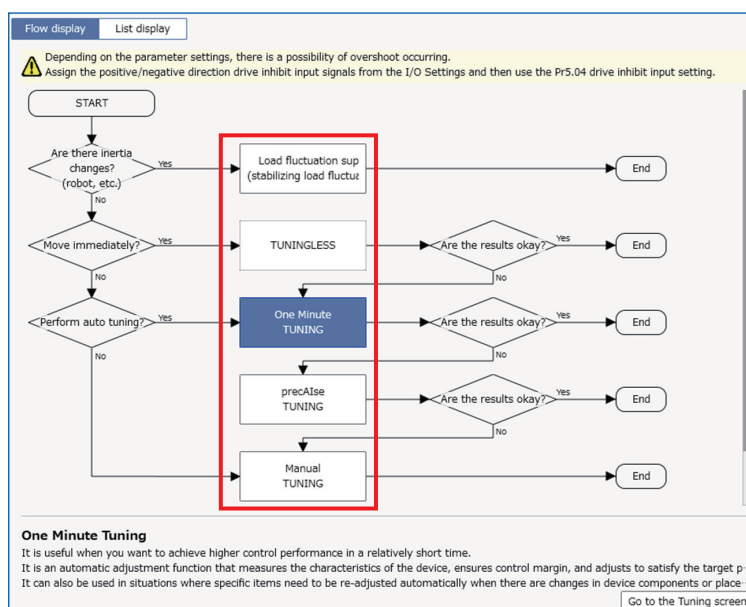 Flow display
List display
Depending on the parameter settings, there is a possibility of overshoot occurring.
Assign the positive/negative direction drive inhibit input signals from the I/O Settings and then use the Pr5.04 drive inhibit input setting.
START
Are there inertia
changes?
(robot, etc.)
Yes
No
Load fluctuation sup
(stabilizing load fluctua
End
Move immediately?
Yes
No
TUNINGLESS
Are the results okay?
Yes
No
End
Perform auto tuning?
Yes
No
One Minute
TUNING
Are the results okay?
Yes
No
End
precAIse
TUNING
Are the results okay?
Yes
No
End
Manual
TUNING
End
One Minute Tuning
It is useful when you want to achieve higher control performance in a relatively short time.
It is an automatic adjustment function that measures the characteristics of the device, ensures control margin, and adjusts to satisfy the target p
It can also be used in situations where specific items need to be re-adjusted automatically when there are changes in device components or place
Go to the Tuning screen